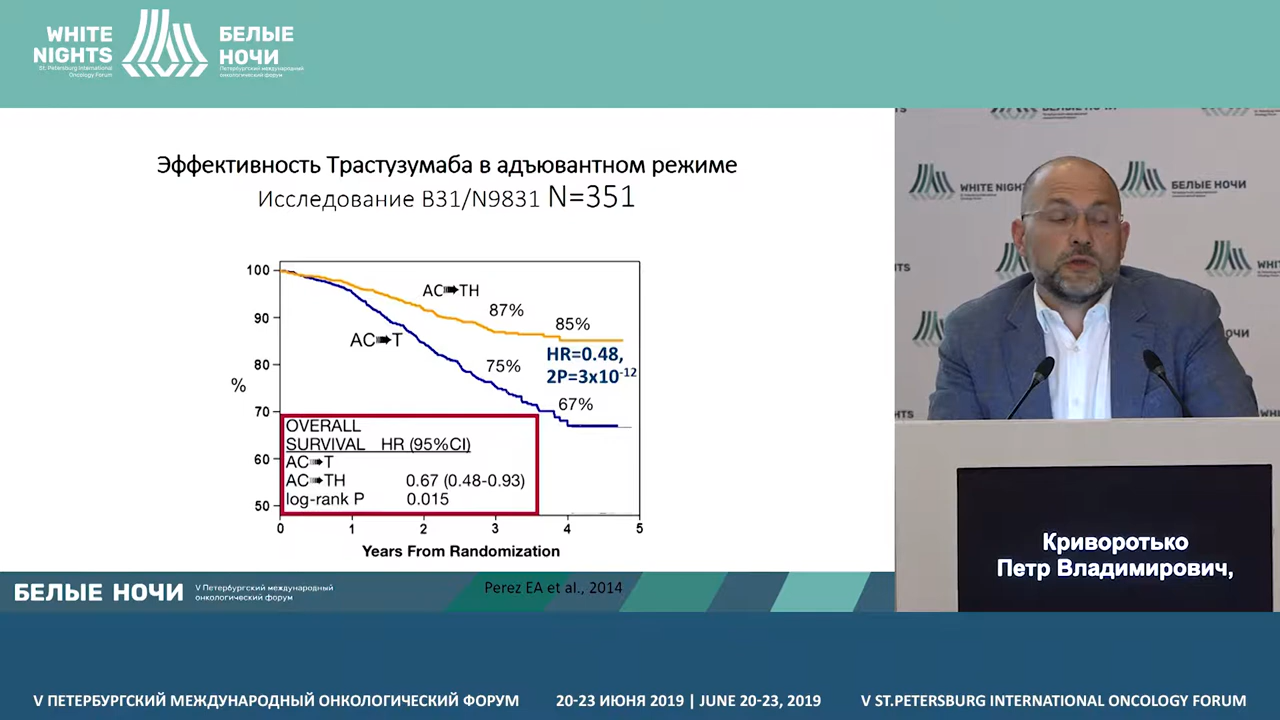 WHITE
NIGHTS
St. Petersburg International
Oncology Forum
БЕЛЫЕ
НОЧИ
Петербургский международный
онкологический форум
Эффективность Трастузумаба в адъювантном режиме
Исследование B31/N9831 N=351
100
90
80
70
60
50
%
AC➠TH
87%
85%
AC➠T
75%
HR=0.48,
2P=3x10-12
67%
OVERALL
SURVIVAL HR (95%CI)
AC➠T
AC➠TH 0.67 (0.48-0.93)
log-rank P 0.015
0 1 2 3 4 5
Years From Randomization
БЕЛЫЕ НОЧИ
V Петербургский международный
онкологический форум
Perez EA et al., 2014
WHITE NIGH
БЕЛЫЕ НОЧИ
WHITE
NIGHTS
Криворотько
Петр Владимирович,
V ПЕТЕРБУРГСКИЙ МЕЖДУНАРОДНЫЙ ОНКОЛОГИЧЕСКИЙ ФОРУМ
20-23 ИЮНЯ 2019 | JUNE 20-23, 2019
V ST.PETERSBURG INTERNATIONAL ONCOLOGY FORUM